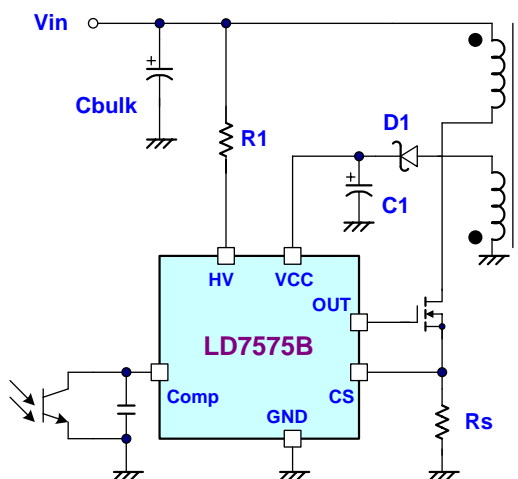 Vin
Cbulk
R1
D1
C1
HV
VCC
OUT
LD7575B
Comp
CS
GND
Rs
+
+